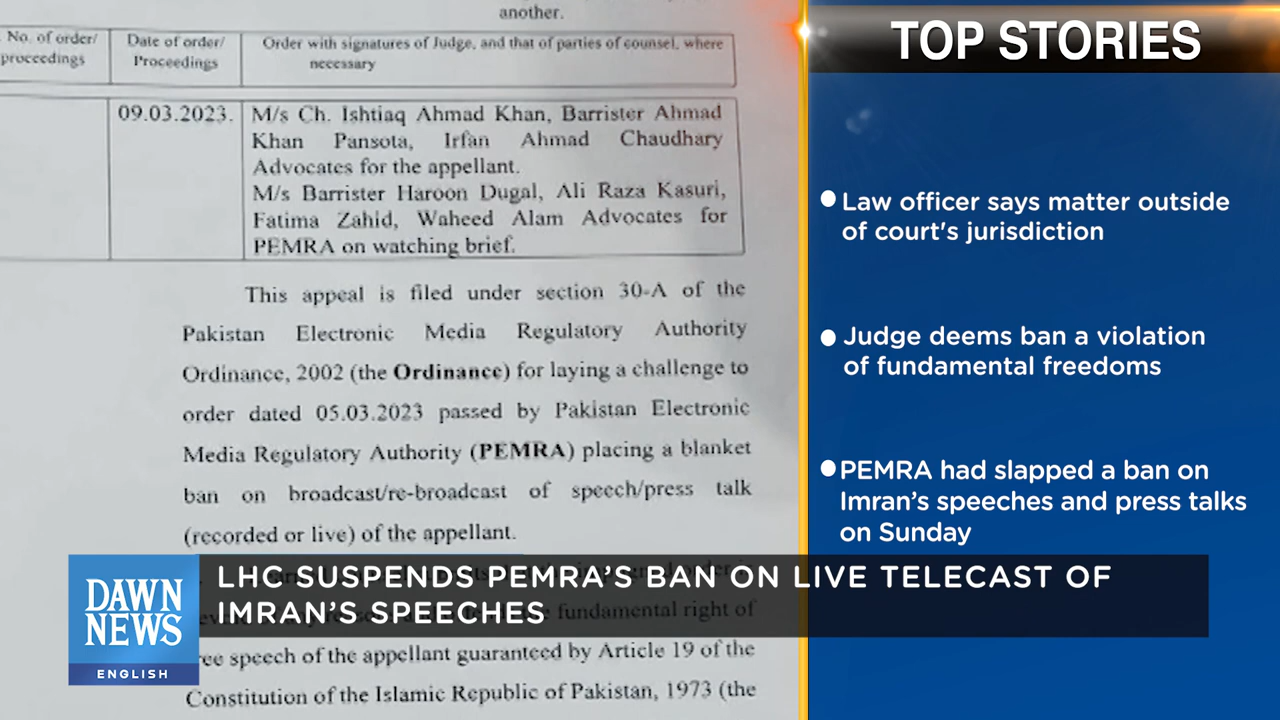 another.
No. of order/
proceedings
Date of order/
Proceedings
Order with signatures of Judge, and that of parties of counsel, where
necessary
09.03.2023.
M/s Ch. Ishtiaq Ahmad Khan, Barrister Ahmad
Khan Pansota, Irfan Ahmad Chaudhary
Advocates for the appellant.
M/s Barrister Haroon Dugal, Ali Raza Kasuri,
Fatima Zahid, Waheed Alam Advocates for
PEMRA on watching brief.
This appeal is filed under section 30-A of the
Pakistan Electronic Media Regulatory Authority
Ordinance, 2002 (the Ordinance) for laying a challenge to
order dated 05.03.2023 passed by Pakistan Electronic
Media Regulatory Authority (PEMRA) placing a blanket
ban on broadcast/re-broadcast of speech/press talk
(recorded or live) of the appellant.
fundamental right of
speech of the appellant guaranteed by Article 19 of the
Constitution of the Islamic Republic of Pakistan, 1973 (the
TOP STORIES
Law officer says matter outside
of court's jurisdiction
Judge deems ban a violation
of fundamental freedoms
PEMRA had slapped a ban on
Imran's speeches and press talks
on Sunday
DAWN
NEWS
ENGLISH
LHC SUSPENDS PEMRA'S BAN ON LIVE TELECAST OF
IMRAN'S SPEECHES